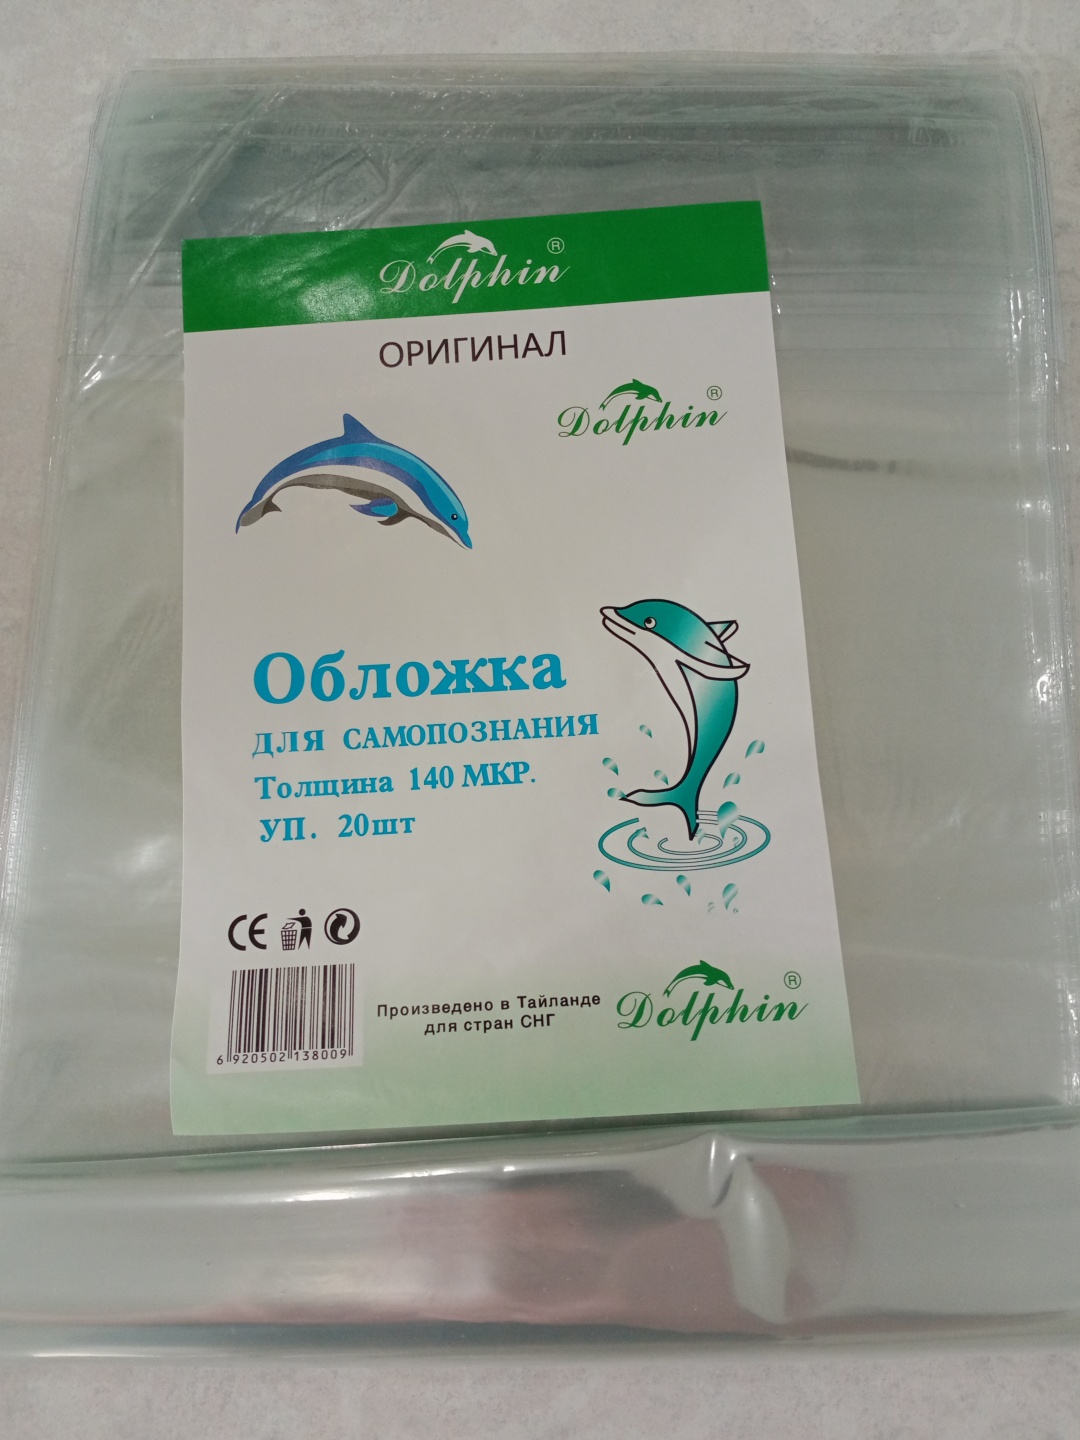 Dolphin ®
ОРИГИНАЛ
Dolphin ®
Обложка
для САМОПОЗНАНИЯ
Толщина 140 МКР.
УП. 20шт
CE
6 920502 138009
Произведено в Тайланде
для стран СНГ
Dolphin ®